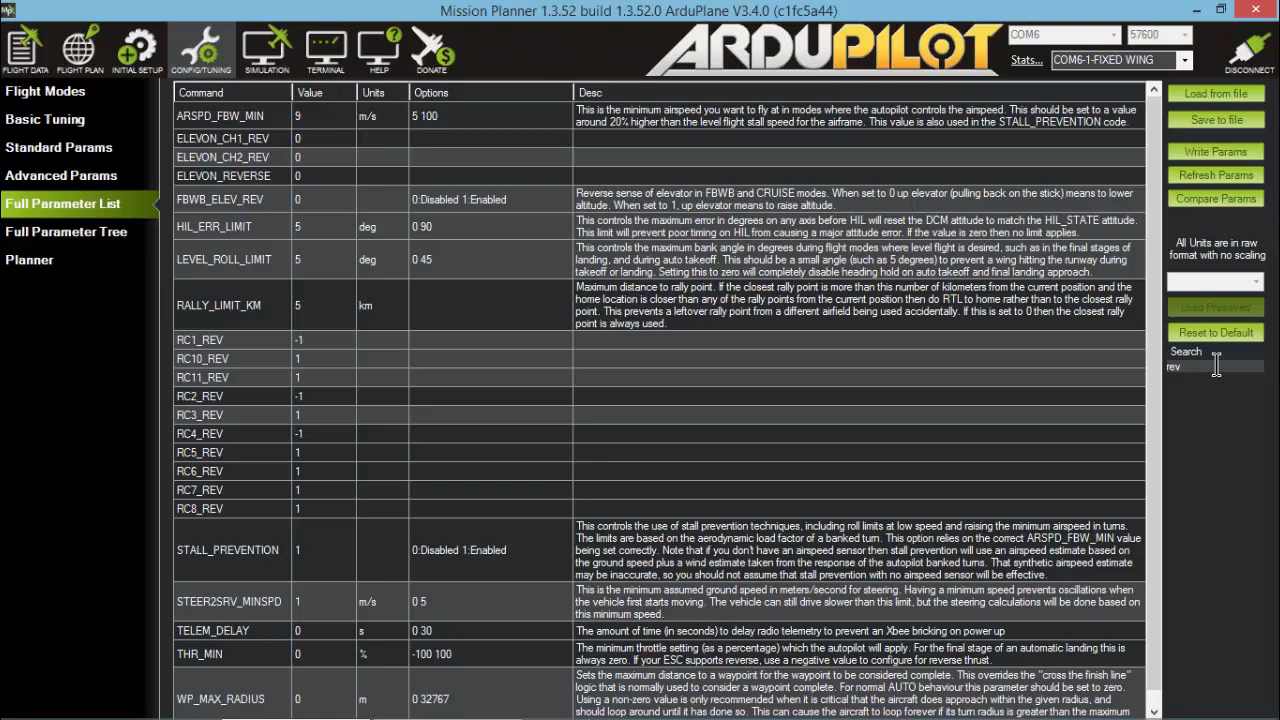 Mission Planner 1.3.52 build 1.3.52.0 ArduPlane V3.4.0 (c1fc5a44)
FLIGHT DATA
FLIGHT PLAN
INITIAL SETUP
CONFIG/TUNING
SIMULATION
TERMINAL
HELP
DONATE
ARDUPILOT
COM6
57600
Stats...
COM6-1-FIXED WING
DISCONNECT
Flight Modes
Basic Tuning
Standard Params
Advanced Params
Full Parameter List
Full Parameter Tree
Planner
Command Value Units Options Desc
ARSPD_FBW_MIN 9 m/s 5 100
This is the minimum airspeed you want to fly at in modes where the autopilot controls the airspeed. This should be set to a value
around 20% higher than the level flight stall speed for the airframe. This value is also used in the STALL_PREVENTION code.
ELEVON_CH1_REV 0
ELEVON_CH2_REV 0
ELEVON_REVERSE 0
FBWB_ELEV_REV 0 0:Disabled 1:Enabled
Reverse sense of elevator in FBWB and CRUISE modes. When set to 0 up elevator (pulling back on the stick) means to lower
altitude. When set to 1, up elevator means to raise altitude.
HIL_ERR_LIMIT 5 deg 0 90
This controls the maximum error in degrees on any axis before HIL will reset the DCM attitude to match the HIL_STATE attitude.
This limit will prevent poor timing on HIL from causing a major attitude error. If the value is zero then no limit applies.
LEVEL_ROLL_LIMIT 5 deg 0 45
This controls the maximum bank angle in degrees during flight modes where level flight is desired, such as in the final stages of
landing, and during auto takeoff. This should be a small angle (such as 5 degrees) to prevent a wing hitting the runway during
takeoff or landing. Setting this to zero will completely disable heading hold on auto takeoff and final landing approach.
RALLY_LIMIT_KM 5 km
Maximum distance to rally point. If the closest rally point is more than this number of kilometers from the current position and the
home location is closer than any of the rally points from the current position then do RTL to home rather than to the closest rally
point. This prevents a leftover rally point from a different airfield being used accidentally. If this is set to 0 then the closest rally
point is always used.
RC1_REV -1
RC10_REV 1
RC11_REV 1
RC2_REV -1
RC3_REV 1
RC4_REV -1
RC5_REV 1
RC6_REV 1
RC7_REV 1
RC8_REV 1
STALL_PREVENTION 1 0:Disabled 1:Enabled
This controls the use of stall prevention techniques, including roll limits at low speed and raising the minimum airspeed in turns.
The limits are based on the aerodynamic load factor of a banked turn. This option relies on the correct ARSPD_FBW_MIN value
being set correctly. Note that if you don't have an airspeed sensor then stall prevention will use an airspeed estimate based on
the ground speed plus a wind estimate taken from the response of the autopilot banked turns. That synthetic airspeed estimate
may be inaccurate, so you should not assume that stall prevention with no airspeed sensor will be effective.
STEER2SRV_MINSPD 1 m/s 0 5
This is the minimum assumed ground speed in meters/second for steering. Having a minimum speed prevents oscillations when
the vehicle first starts moving. The vehicle can still drive slower than this limit, but the steering calculations will be done based on
this minimum speed.
TELEM_DELAY 0 s 0 30 The amount of time (in seconds) to delay radio telemetry to prevent an Xbee bricking on power up
THR_MIN 0 % -100 100
The minimum throttle setting (as a percentage) which the autopilot will apply. For the final stage of an automatic landing this is
always zero. If your ESC supports reverse, use a negative value to configure for reverse thrust.
WP_MAX_RADIUS 0 m 0 32767
Sets the maximum distance to a waypoint for the waypoint to be considered complete. This overrides the "cross the finish line"
logic that is normally used to consider a waypoint complete. For normal AUTO behaviour this parameter should be set to zero.
Using a non-zero value is only recommended when it is critical that the aircraft does approach within the given radius, and
should loop around until it has done so. This can cause the aircraft to loop forever if its turn radius is greater than the maximum
Load from file
Save to file
Write Params
Refresh Params
Compare Params
All Units are in raw
format with no scaling
Load Presaved
Reset to Default
Search
rev